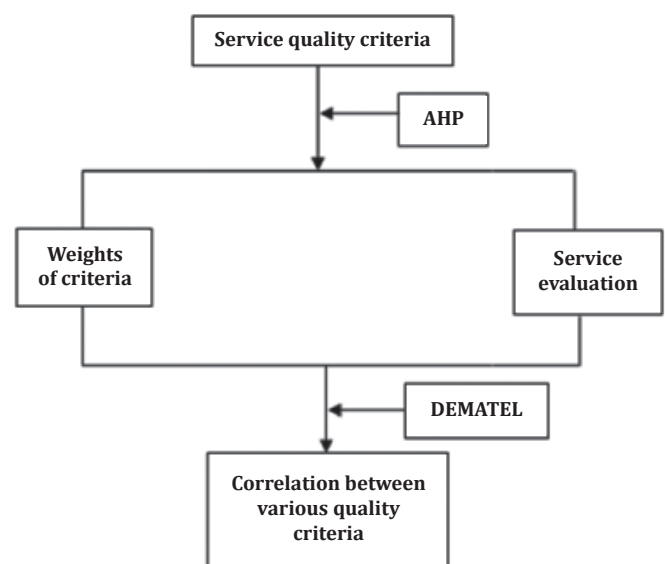 Service quality criteria
AHP
Weights
of criteria
Service
evaluation
DEMATEL
Correlation between
various quality
criteria